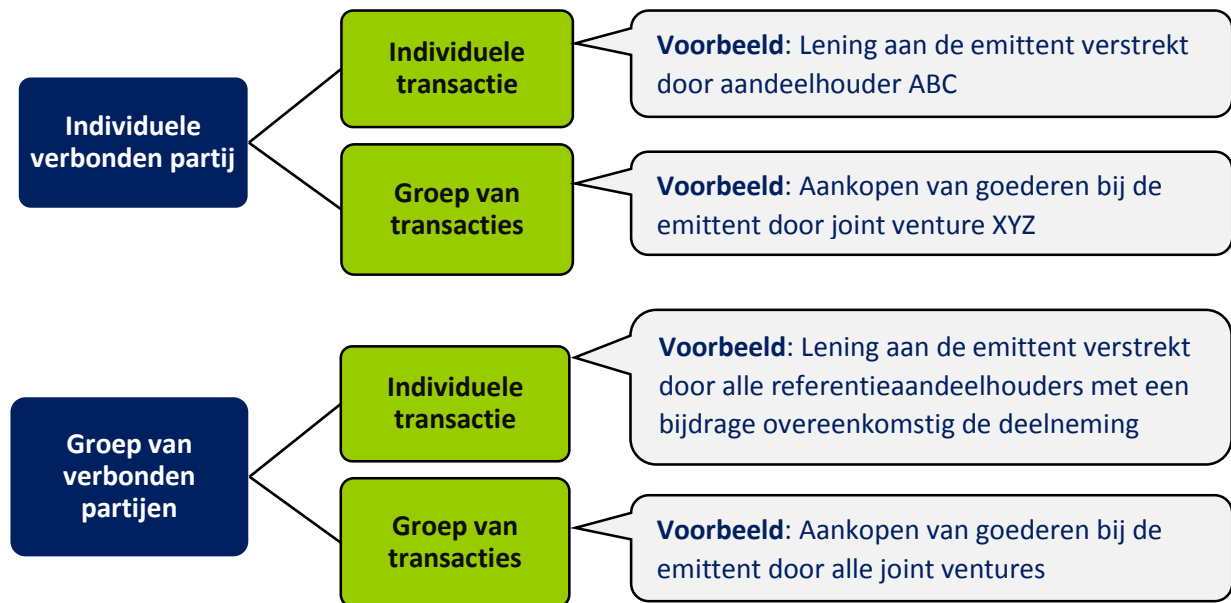 Individuele
verbonden partij
Individuele
transactie
Voorbeeld: Lening aan de emittent verstrekt
door aandeelhouder ABC
Groep van
transacties
Voorbeeld: Aankopen van goederen bij de
emittent door joint venture XYZ
Groep van
verbonden
partijen
Individuele
transactie
Voorbeeld: Lening aan de emittent verstrekt
door alle referentieaandeelhouders met een
bijdrage overeenkomstig de deelneming
Groep van
transacties
Voorbeeld: Aankopen van goederen bij de
emittent door alle joint ventures